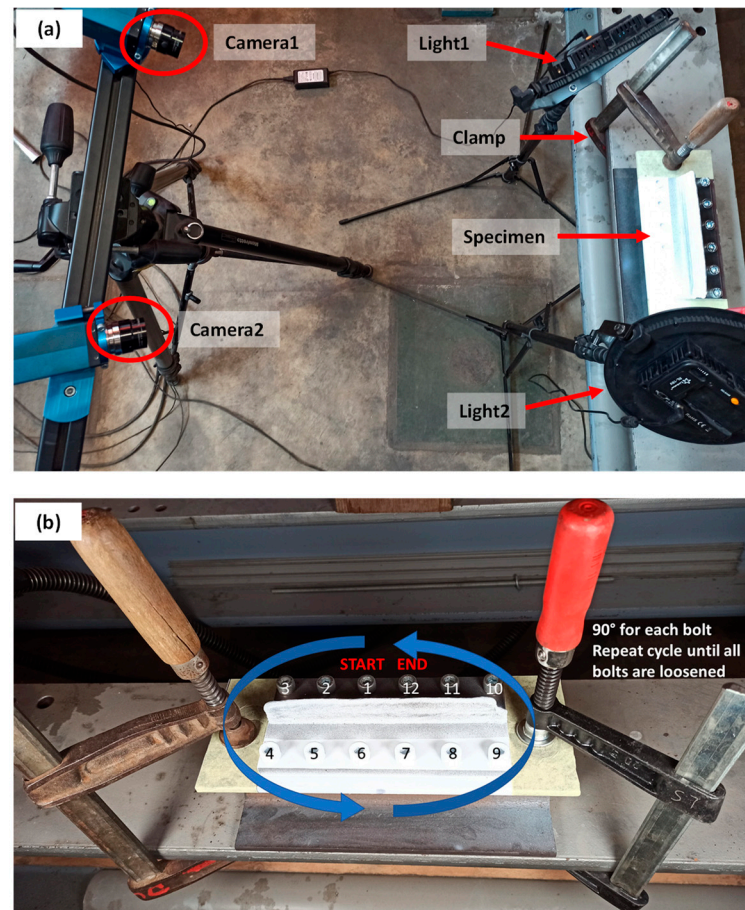 (a)
Camera1
Light1
Clamp
Specimen
Camera2
Light2
(b)
90° for each bolt
Repeat cycle until all
bolts are loosened
START END
3 2 1 12 11 10
4 5 6 7 8 9
S7